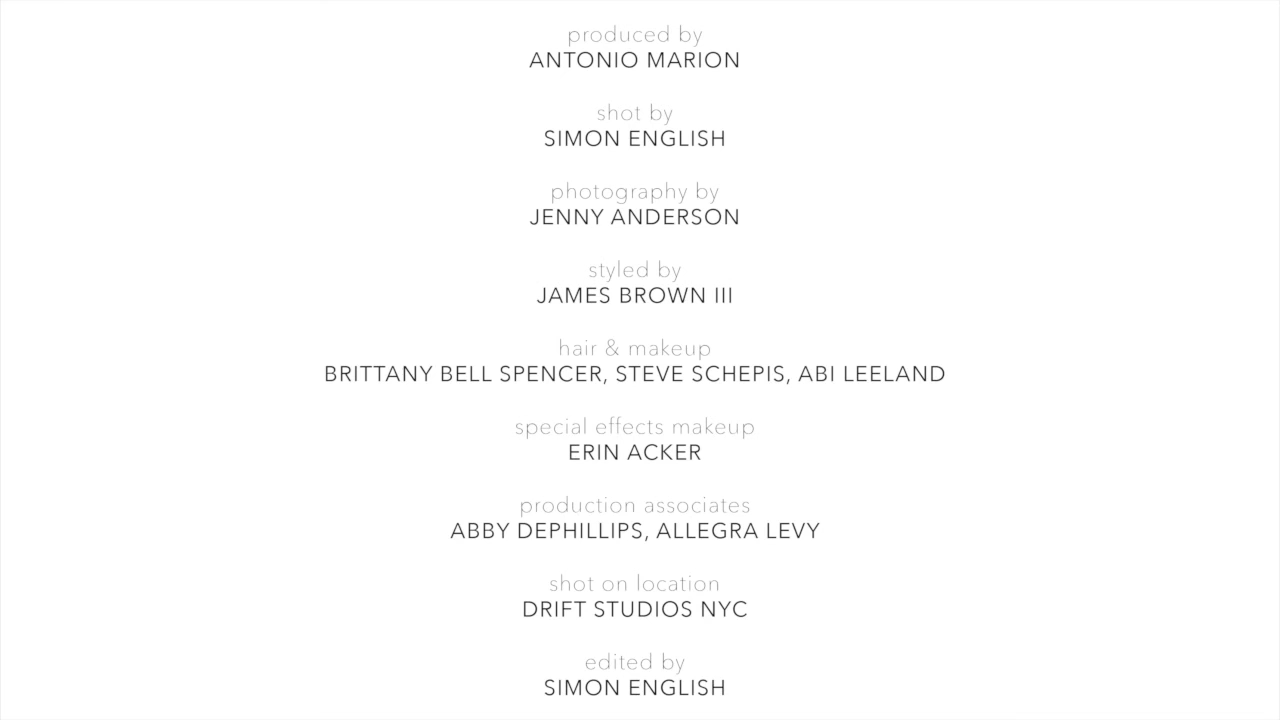 produced by
ANTONIO MARION
shot by
SIMON ENGLISH
photography by
JENNY ANDERSON
styled by
JAMES BROWN III
hair & makeup
BRITTANY BELL SPENCER, STEVE SCHEPIS, ABI LEELAND
special effects makeup
ERIN ACKER
production associates
ABBY DEPHILLIPS, ALLEGRA LEVY
shot on location
DRIFT STUDIOS NYC
edited by
SIMON ENGLISH